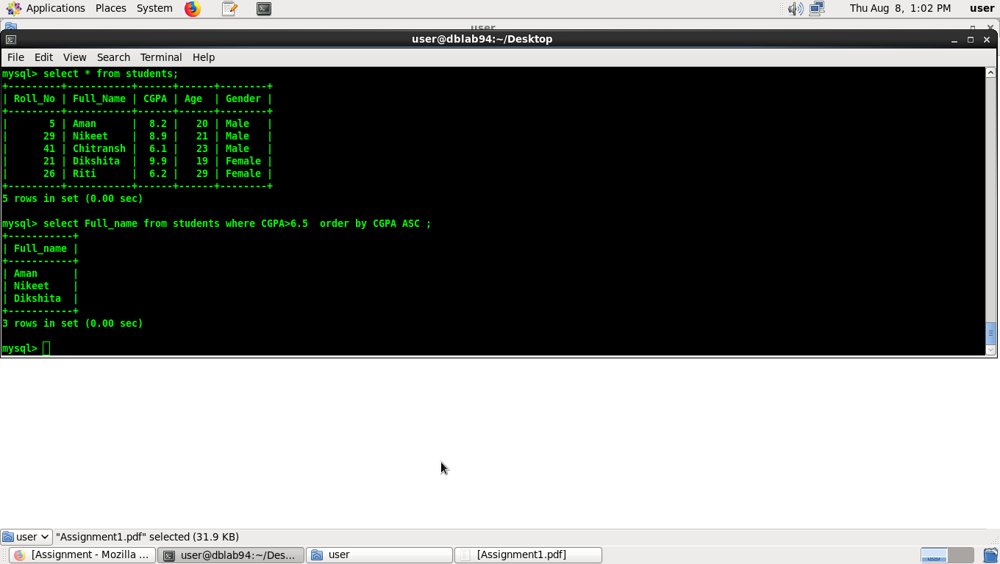 Applications Places System Thu Aug 8, 1:02 PM user
user
user@dblab94:~/Desktop
File Edit View Search Terminal Help
mysql> select * from students;
+---------+-----------+------+------+--------+
| Roll_No | Full_Name | CGPA | Age  | Gender |
+---------+-----------+------+------+--------+
|       5 | Aman      |  8.2 |   20 | Male   |
|      29 | Nikeet    |  8.9 |   21 | Male   |
|      41 | Chitransh |  6.1 |   23 | Male   |
|      21 | Dikshita  |  9.9 |   19 | Female |
|      26 | Riti      |  6.2 |   29 | Female |
+---------+-----------+------+------+--------+
5 rows in set (0.00 sec)
mysql> select Full_name from students where CGPA>6.5  order by CGPA ASC ;
+-----------+
| Full_name |
+-----------+
| Aman      |
| Nikeet    |
| Dikshita  |
+-----------+
3 rows in set (0.00 sec)
mysql>
user "Assignment1.pdf" selected (31.9 KB)
[Assignment - Mozilla ... user@dblab94:~/Des... user [Assignment1.pdf]